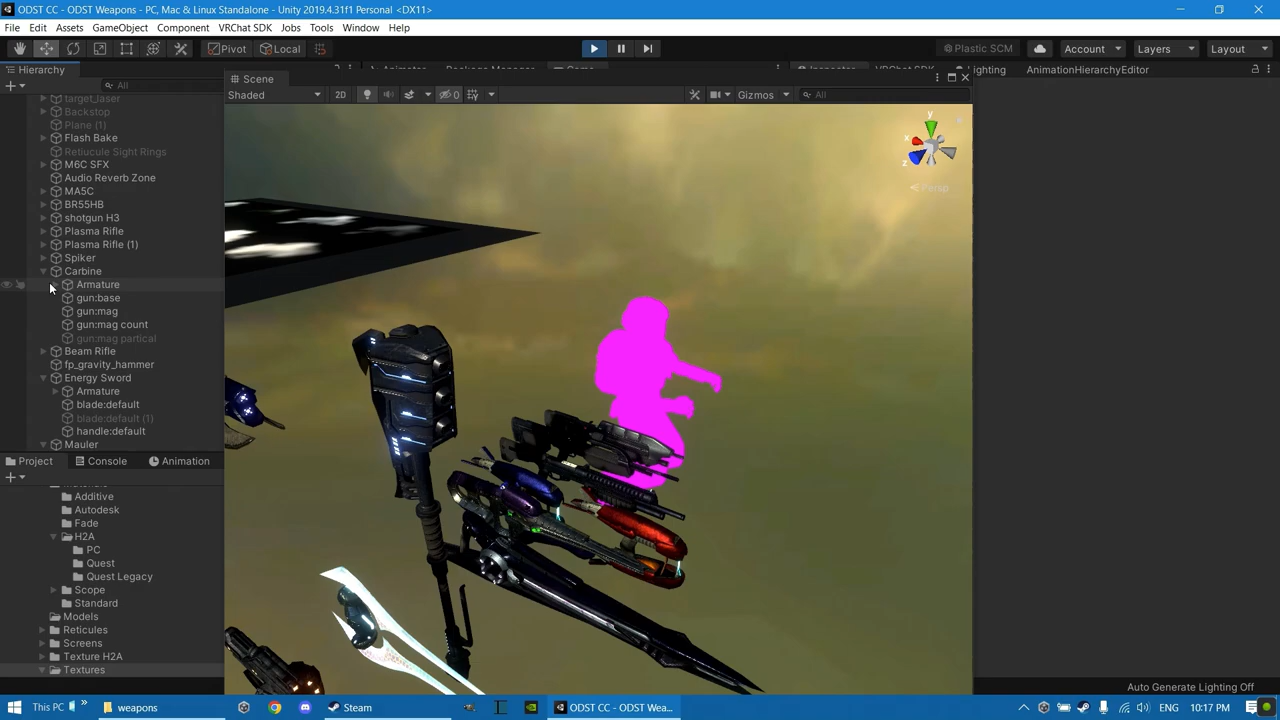 ODST CC - ODST Weapons - PC, Mac & Linux Standalone - Unity 2019.4.31f1 Personal <DX11>
File Edit Assets GameObject Component VRChat SDK Jobs Tools Window Help
Pivot Local Plastic SCM Account Layers Layout
Hierarchy Scene Lighting AnimationHierarchyEditor
All Shaded 2D 0 Gizmos All
target_laser
Backstop
Plane (1)
Flash Bake
Retiucule Sight Rings
M6C SFX
Audio Reverb Zone
MA5C
BR55HB
shotgun H3
Plasma Rifle
Plasma Rifle (1)
Spiker
Carbine
Armature
gun:base
gun:mag
gun:mag count
gun:mag partical
Beam Rifle
fp_gravity_hammer
Energy Sword
Armature
blade:default
blade:default (1)
handle:default
Mauler
y
x
z
Persp
Project Console Animation
Additive
Autodesk
Fade
H2A
PC
Quest
Quest Legacy
Scope
Standard
Models
Reticules
Screens
Texture H2A
Textures
Auto Generate Lighting Off
This PC » weapons Steam ODST CC - ODST Wea... 10:17 PM